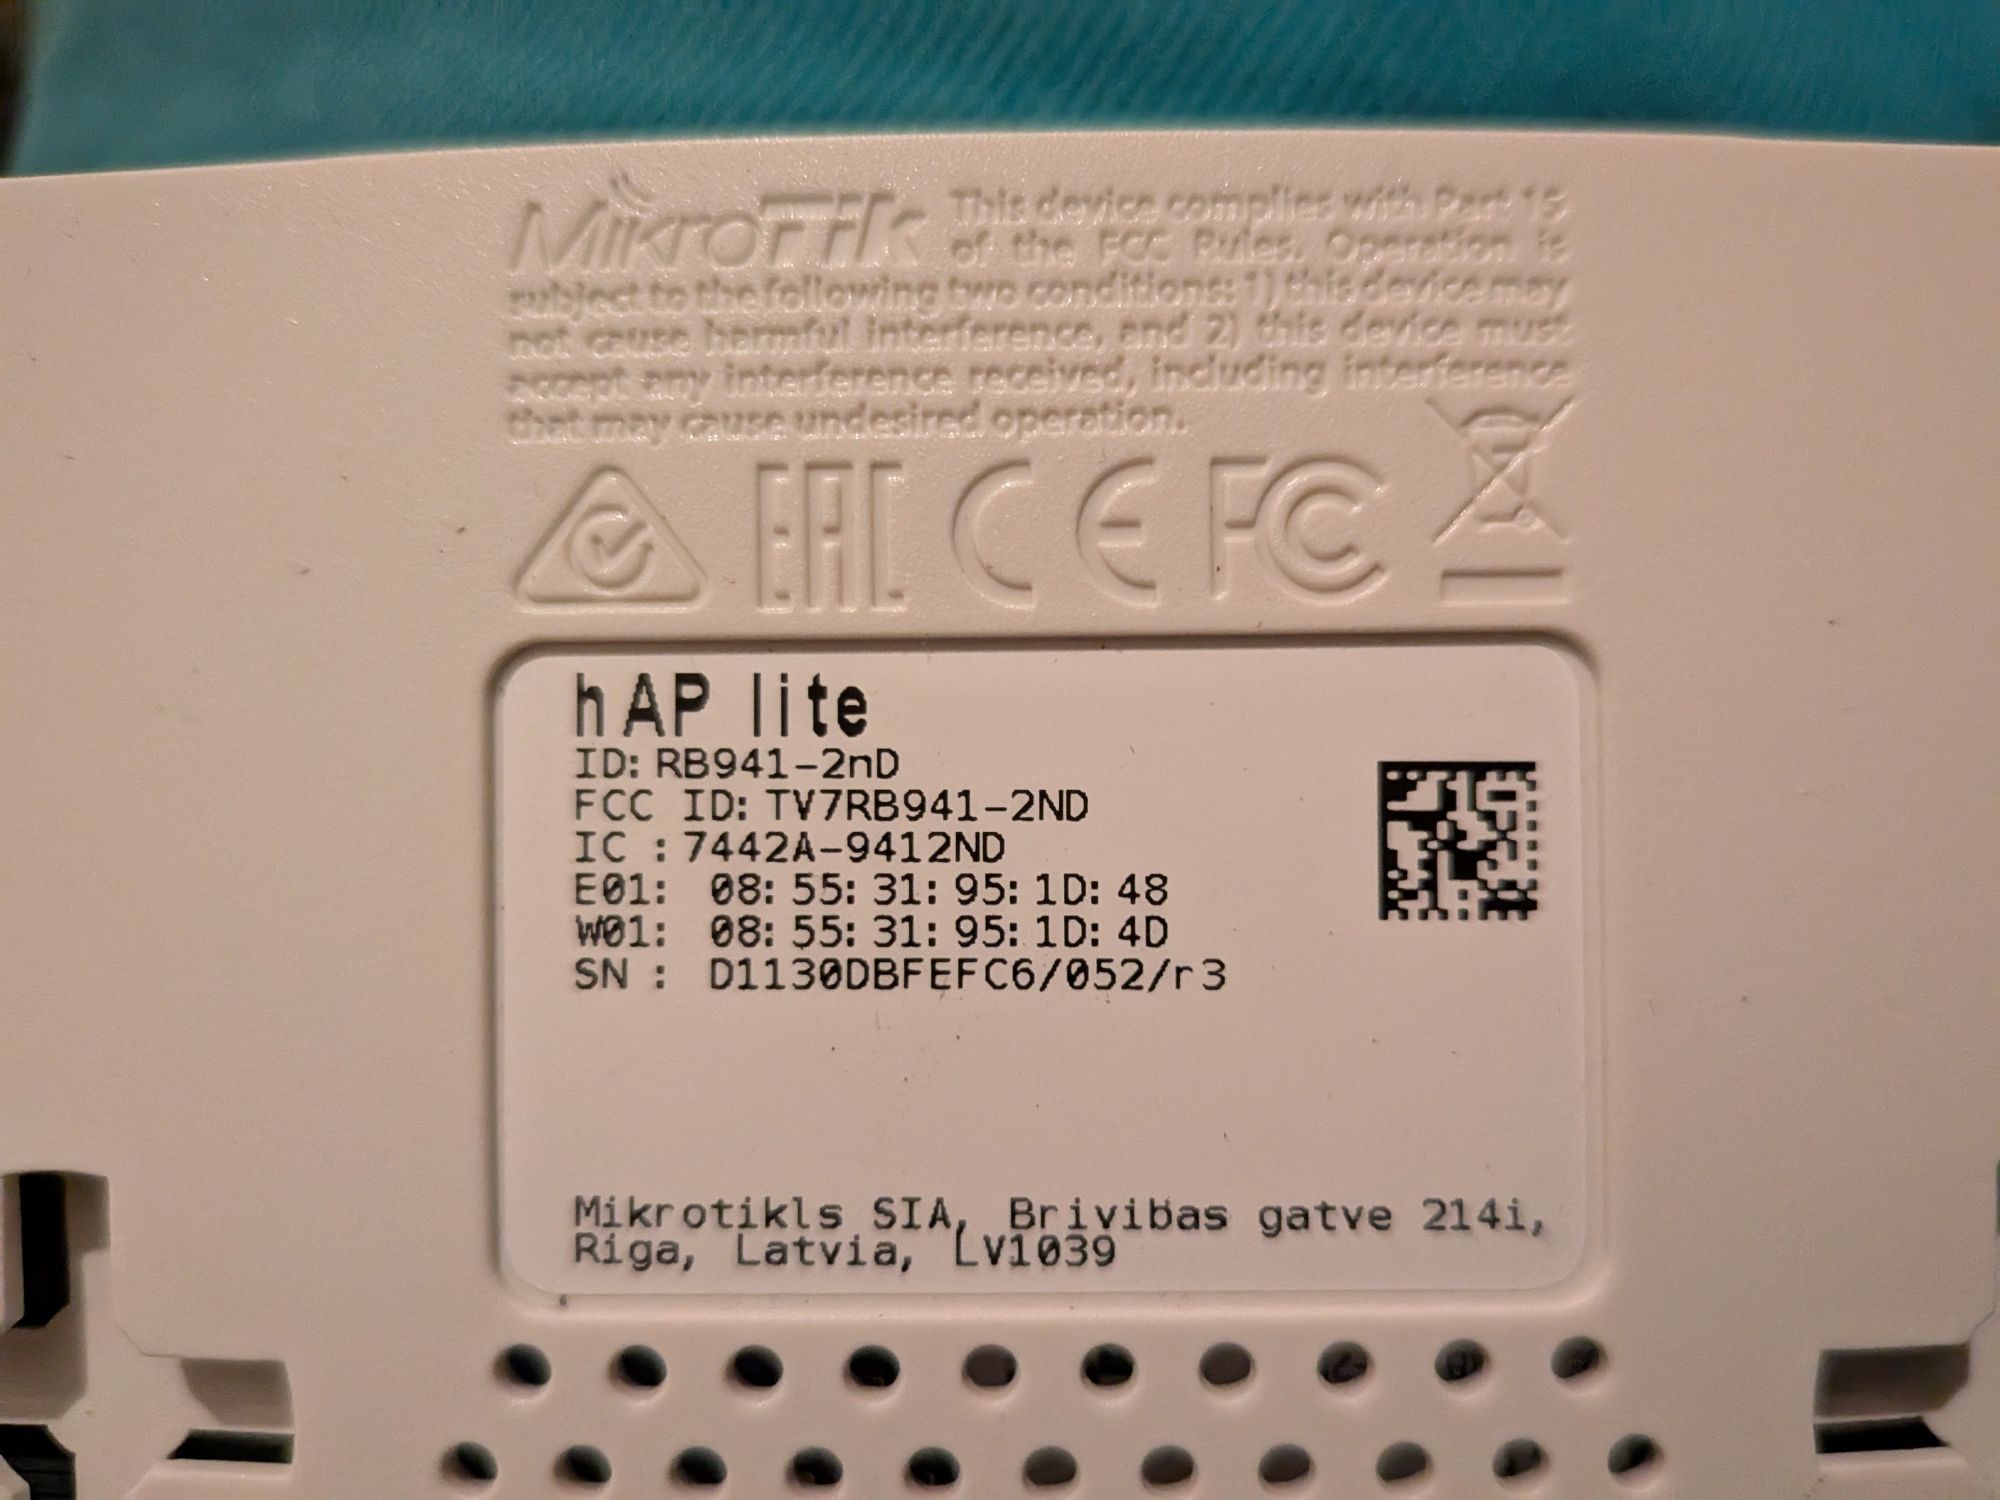 MikroTik This device complies with Part 15
of the FCC Rules. Operation is
subject to the following two conditions: 1) this device may
not cause harmful interference, and 2) this device must
accept any interference received, including interference
that may cause undesired operation.
EAC CE FC
hAP lite
ID: RB941-2nD
FCC ID: TV7RB941-2ND
IC : 7442A-9412ND
E01: 08:55:31:95:1D:48
W01: 08:55:31:95:1D:4D
SN : D1130DBFEFC6/052/r3
Mikrotikls SIA, Brivibas gatve 214i,
Riga, Latvia, LV1039